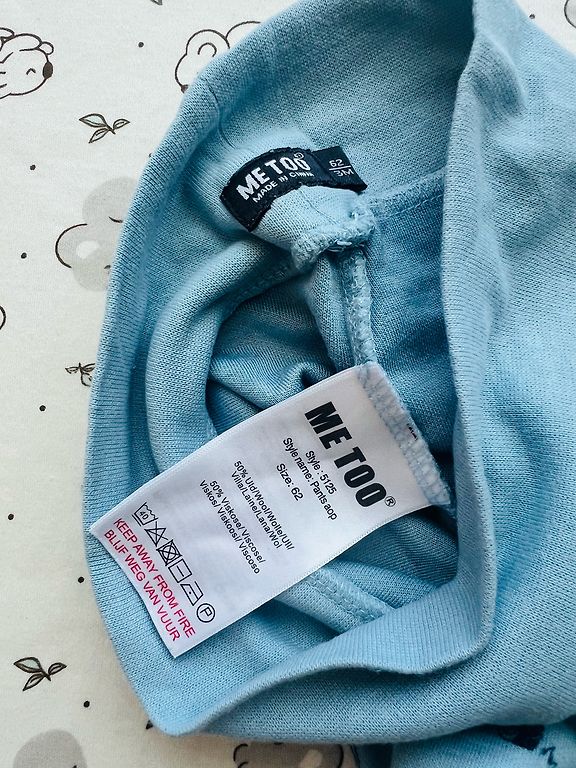 ME TOO
MADE IN CHINA
62
3M
ME TOO®
Style : 5125
Style name: Pants aop
Size: 62
50% Uld/Wool/Wolle/Ull/
Villa/Laine/Lana/Wol
50% Viskose/Viscose/
Viskos/Viskoosi/Viscoso
40
P
KEEP AWAY FROM FIRE
BLIJF WEG VAN VUUR